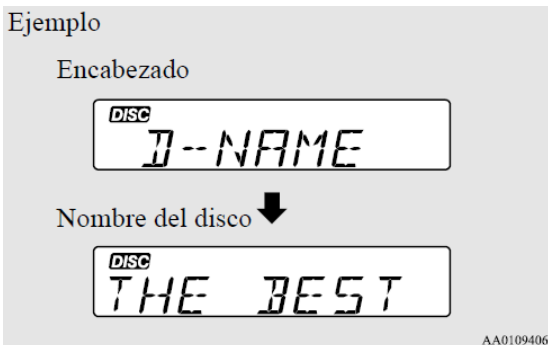 Ejemplo
Encabezado
DISC
D--NAME
Nombre del disco
DISC
THE BEST
AA0109406